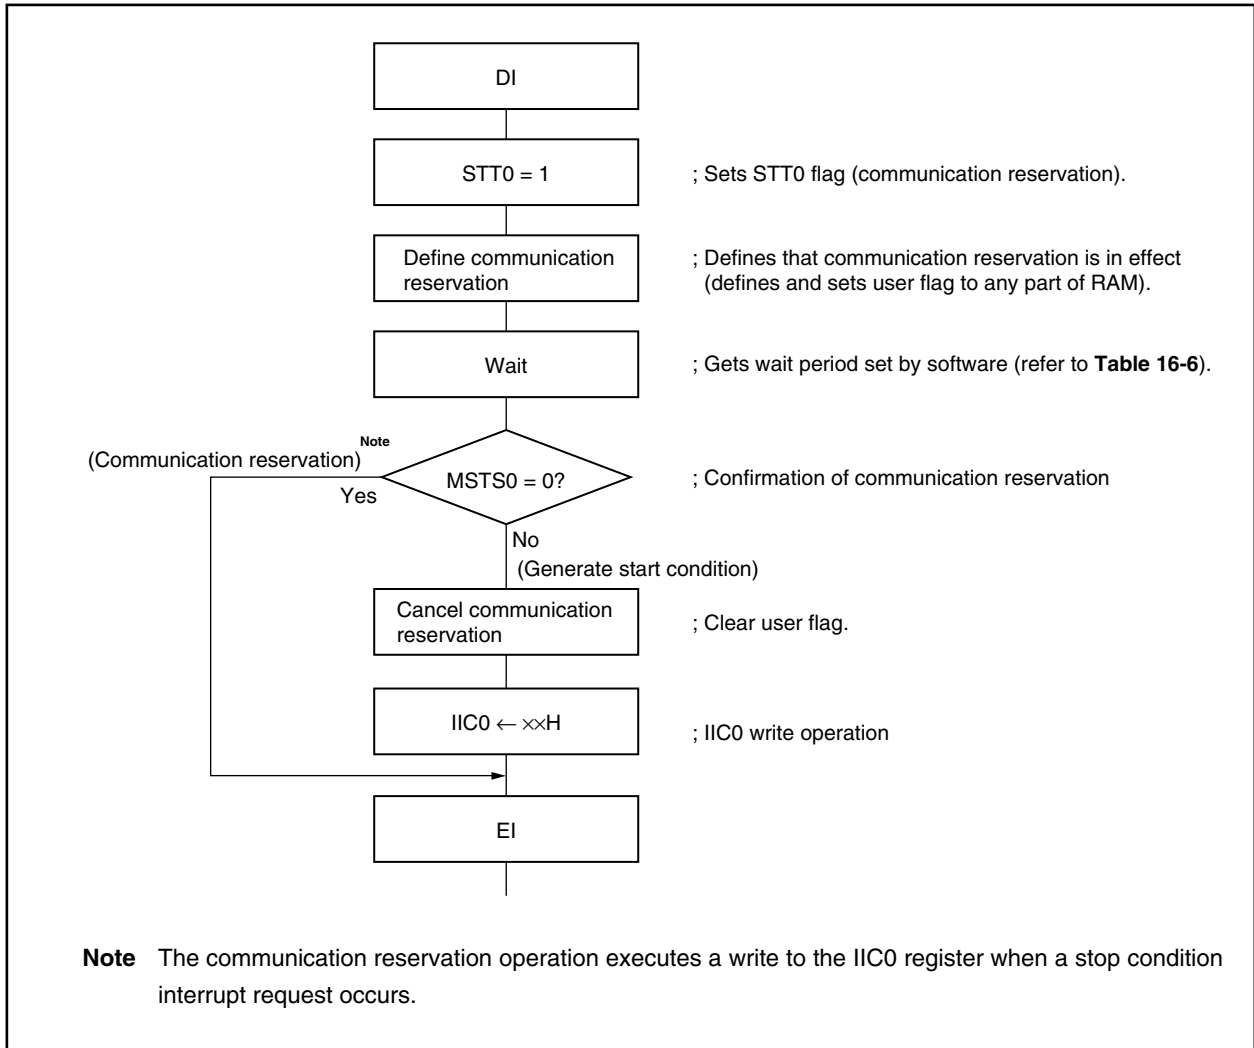 DI
STT0 = 1
; Sets STT0 flag (communication reservation).
Define communication
reservation
; Defines that communication reservation is in effect
(defines and sets user flag to any part of RAM).
Wait
; Gets wait period set by software (refer to Table 16-6).
(Communication reservation) Note
Yes
MSTS0 = 0?
; Confirmation of communication reservation
No
(Generate start condition)
Cancel communication
reservation
; Clear user flag.
IIC0 ← ××H
; IIC0 write operation
EI
Note The communication reservation operation executes a write to the IIC0 register when a stop condition
interrupt request occurs.